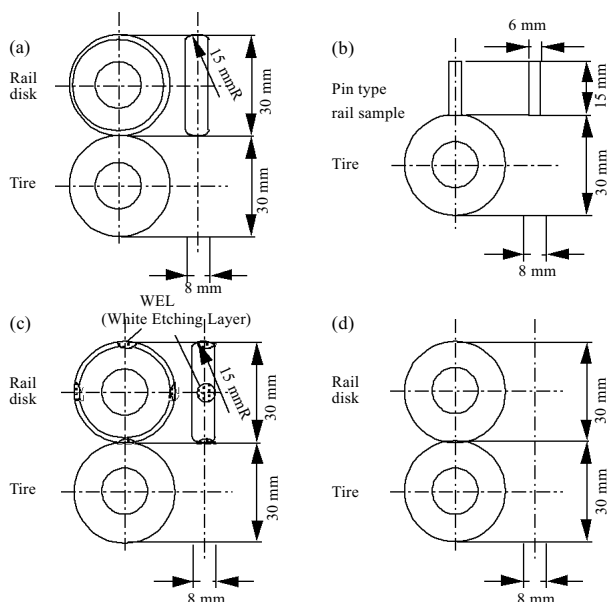 (a)
Rail
disk
15 mmR
30 mm
Tire
30 mm
8 mm
(b)
6 mm
Pin type
rail sample
15 mm
Tire
30 mm
8 mm
(c)
WEL
(White Etching Layer)
Rail
disk
15 mmR
30 mm
Tire
30 mm
8 mm
(d)
Rail
disk
30 mm
Tire
30 mm
8 mm